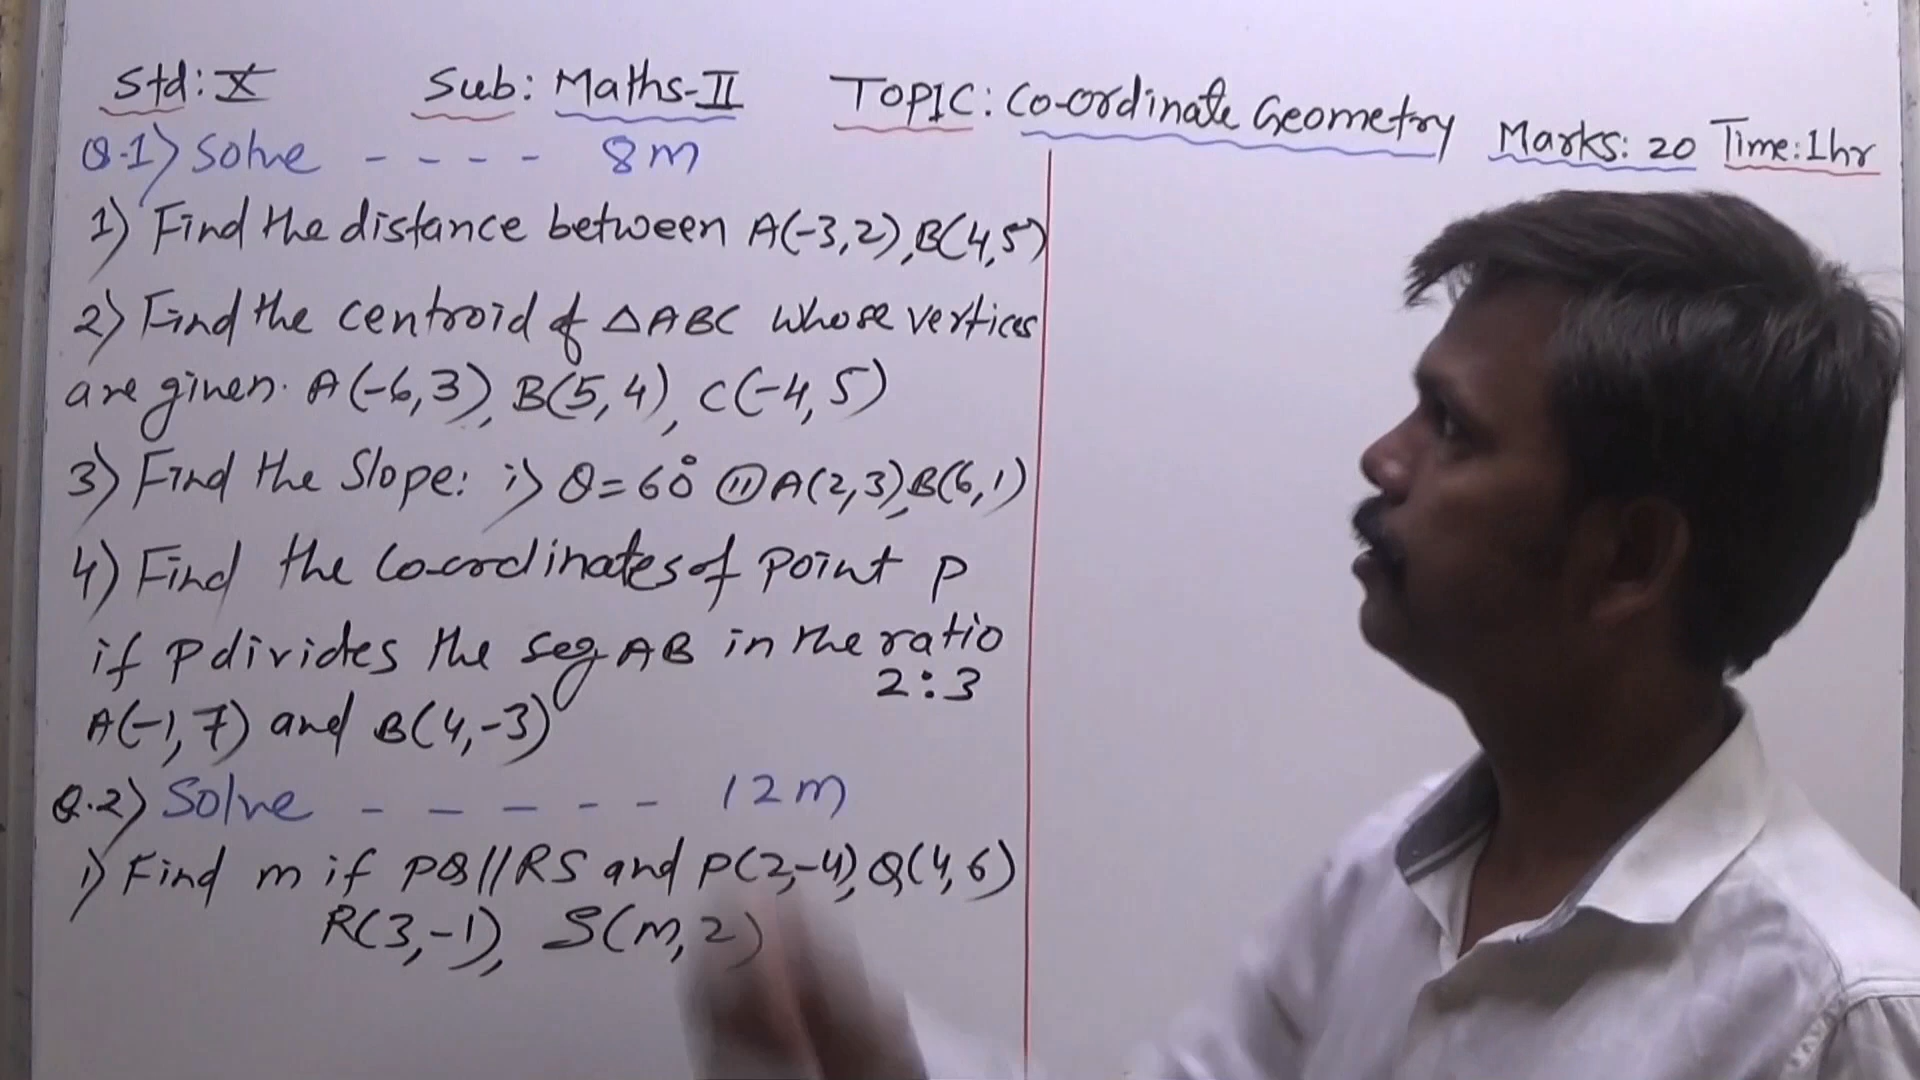 Std: X Sub: Maths-II TOPIC: Co-ordinate Geometry Marks: 20 Time: 1hr
Q.1) Solve - - - - 8m
1) Find the distance between A(-3,2), B(4,5)
2) Find the centroid of △ABC whose vertices
are given. A(-6,3), B(5,4), C(-4,5)
3) Find the Slope: i) θ=60° (ii) A(2,3), B(6,1)
4) Find the Co-ordinates of point P
if P divides the seg AB in the ratio
2:3
A(-1,7) and B(4,-3)
Q.2) Solve - - - - - - 12m
i) Find m if PQ//RS and P(2,-4), Q(4,6)
R(3,-1), S(m,2)